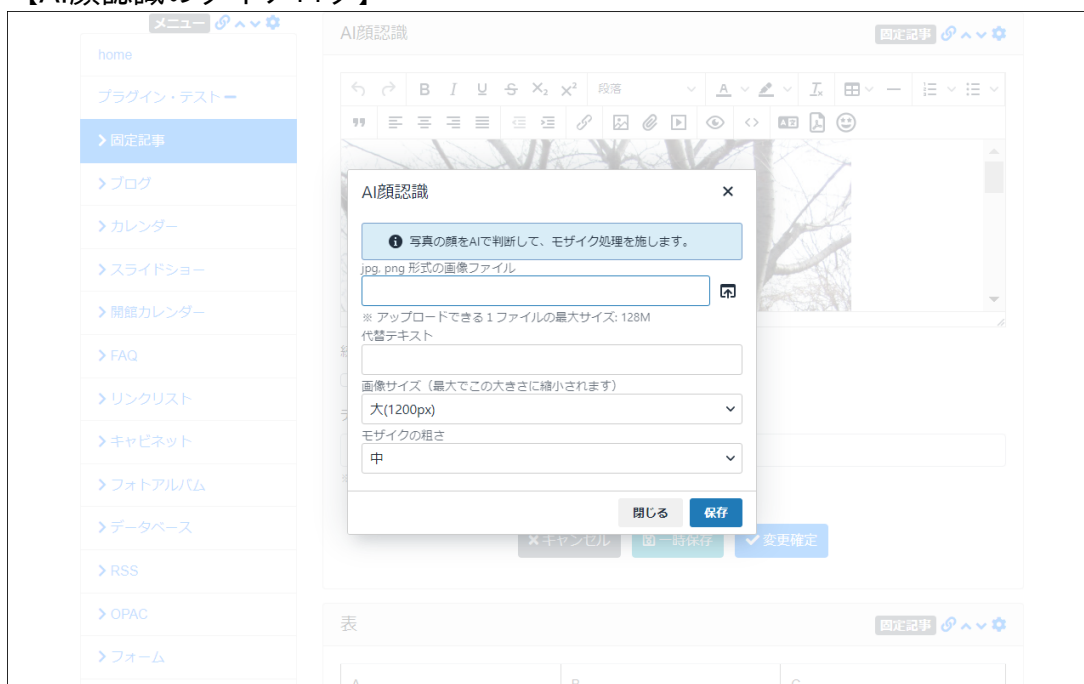 メニュー
home
プラグイン・テスト
固定記事
ブログ
カレンダー
スライドショー
開館カレンダー
FAQ
リンクリスト
キャビネット
フォトアルバム
データベース
RSS
OPAC
フォーム
AI顔認識 固定記事
B I U S X₂ X² 段落 A
AI顔認識 ×
写真の顔をAIで判断して、モザイク処理を施します。
jpg, png 形式の画像ファイル
※ アップロードできる1ファイルの最大サイズ: 128M
代替テキスト
画像サイズ（最大でこの大きさに縮小されます）
大(1200px)
モザイクの粗さ
中
閉じる 保存
キャンセル 一時保存 変更確定
表 固定記事
A B C